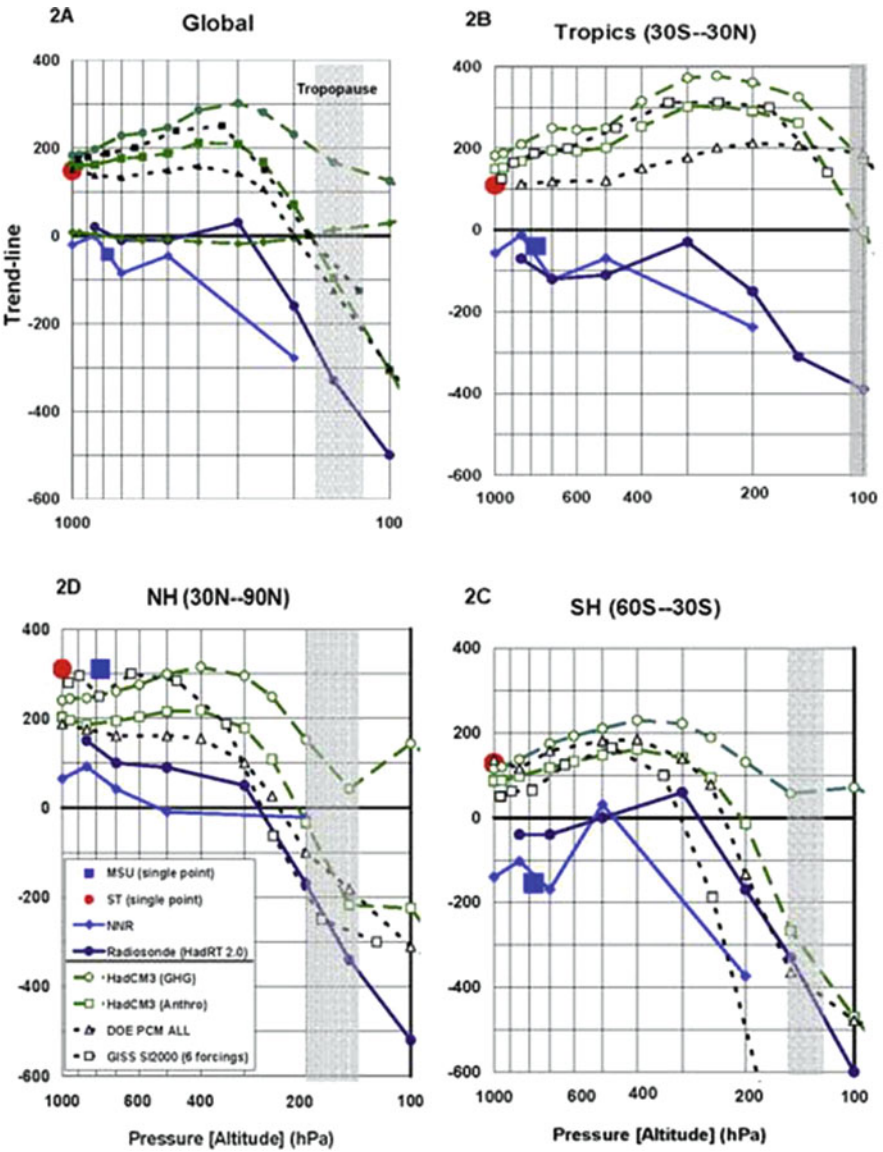 2A
Global
400
200
0
-200
-400
-600
Trend-line
Tropopause
1000
100
2B
Tropics (30S--30N)
400
200
0
-200
-400
-600
1000
600
400
200
100
2D
NH (30N--90N)
400
200
0
-200
-400
-600
MSU (single point)
ST (single point)
NNR
Radiosonde (HadRT 2.0)
HadCM3 (GHG)
HadCM3 (Anthro)
DOE PCM ALL
GISS SI2000 (6 forcings)
1000
600
400
200
100
Pressure [Altitude] (hPa)
2C
SH (60S--30S)
400
200
0
-200
-400
-600
1000
600
400
200
100
Pressure [Altitude] (hPa)